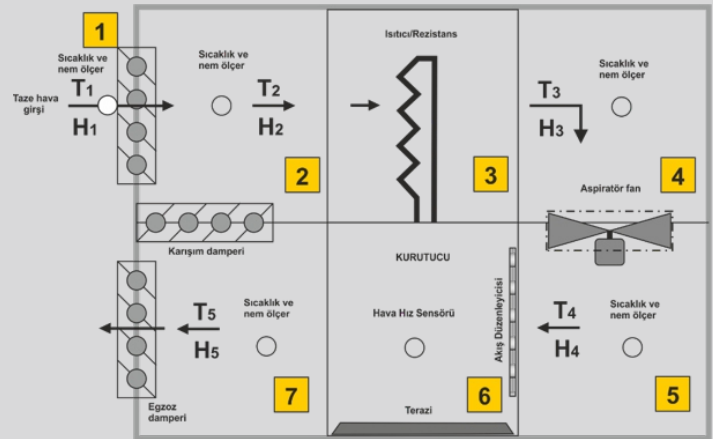 1
Sıcaklık ve
nem ölçer
Taze hava
girşi
T1
H1
Sıcaklık ve
nem ölçer
T2
H2
2
Isıtıcı/Rezistans
3
T3
H3
Sıcaklık ve
nem ölçer
4
Aspiratör fan
Karışım damperi
KURUTUCU
Hava Hız Sensörü
Akış Düzenleyicisi
6
Terazi
T4
H4
Sıcaklık ve
nem ölçer
5
T5
H5
Sıcaklık ve
nem ölçer
7
Egzoz
damperi